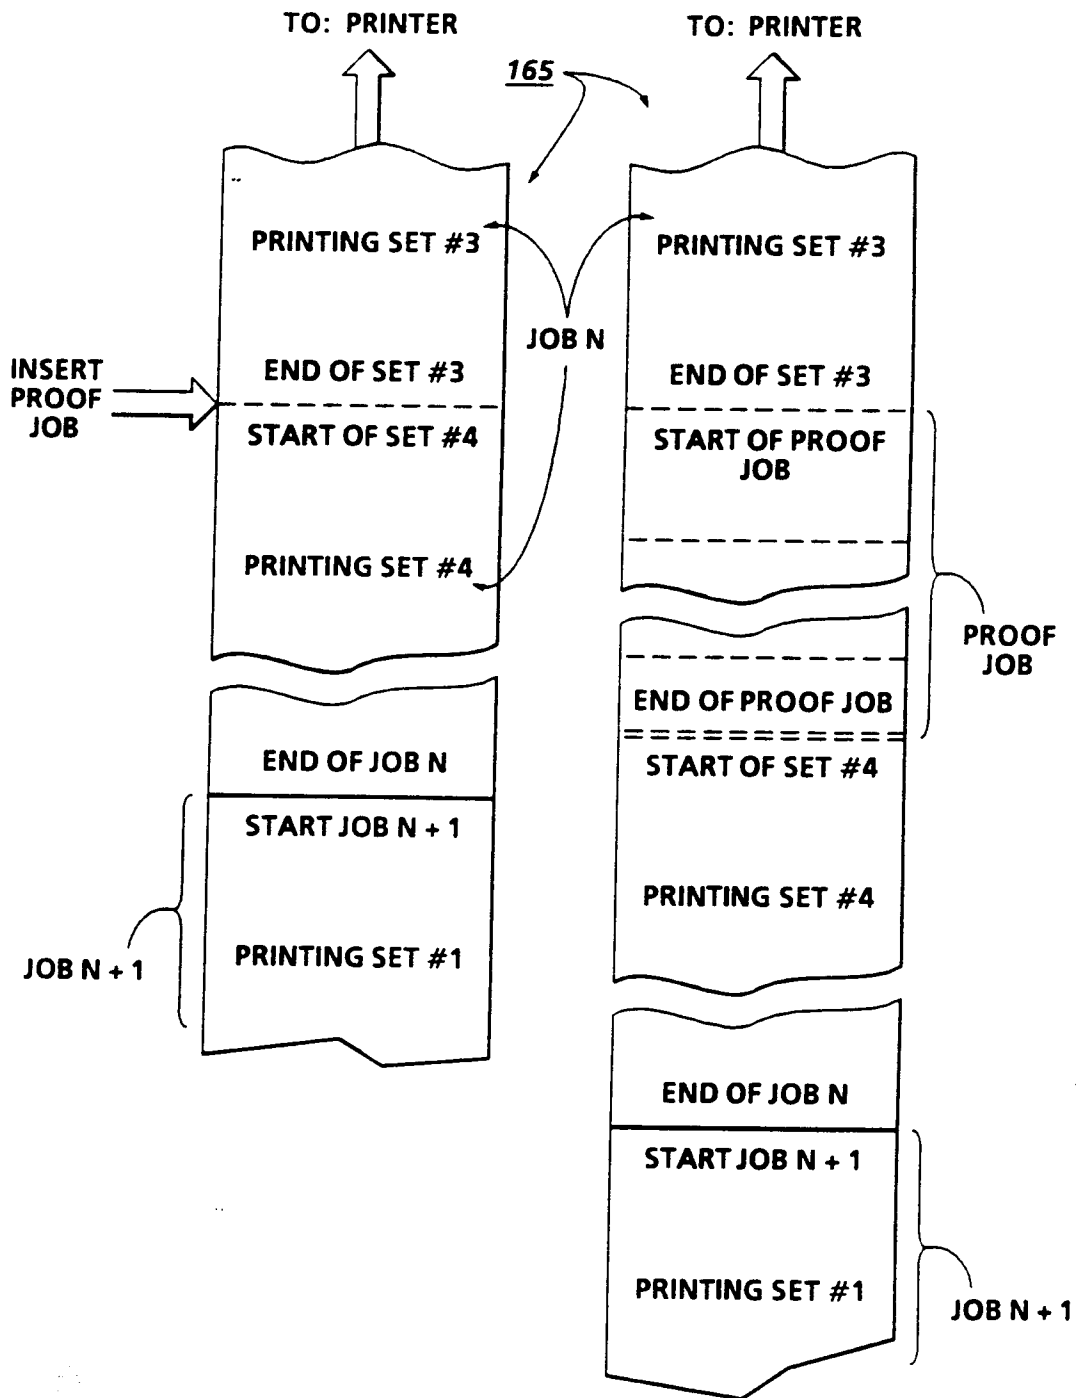 TO: PRINTER
165
PRINTING SET #3
JOB N
END OF SET #3
INSERT
PROOF
JOB
START OF SET #4
PRINTING SET #4
END OF JOB N
START JOB N + 1
JOB N + 1
PRINTING SET #1
TO: PRINTER
PRINTING SET #3
END OF SET #3
START OF PROOF
JOB
PROOF
JOB
END OF PROOF JOB
START OF SET #4
PRINTING SET #4
END OF JOB N
START JOB N + 1
PRINTING SET #1
JOB N + 1